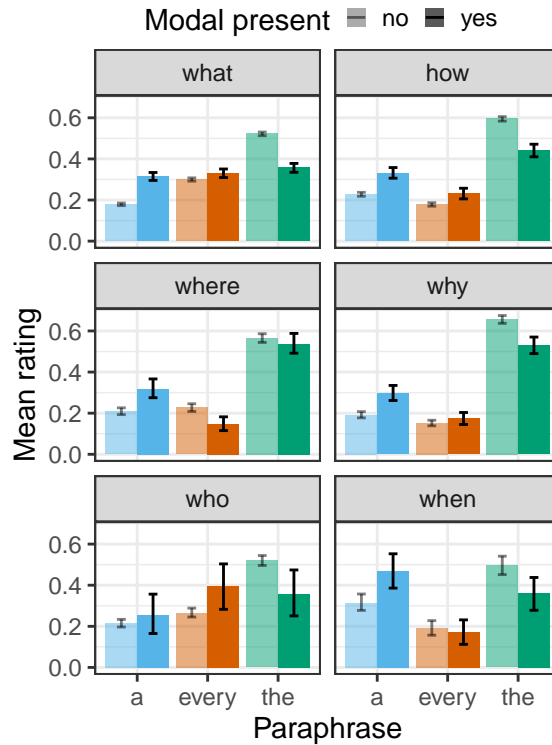 Modal present no yes
what how
0.6
0.4
0.2
0.0
where why
0.6
0.4
0.2
0.0
who when
0.6
0.4
0.2
0.0
Mean rating
a every the a every the
Paraphrase